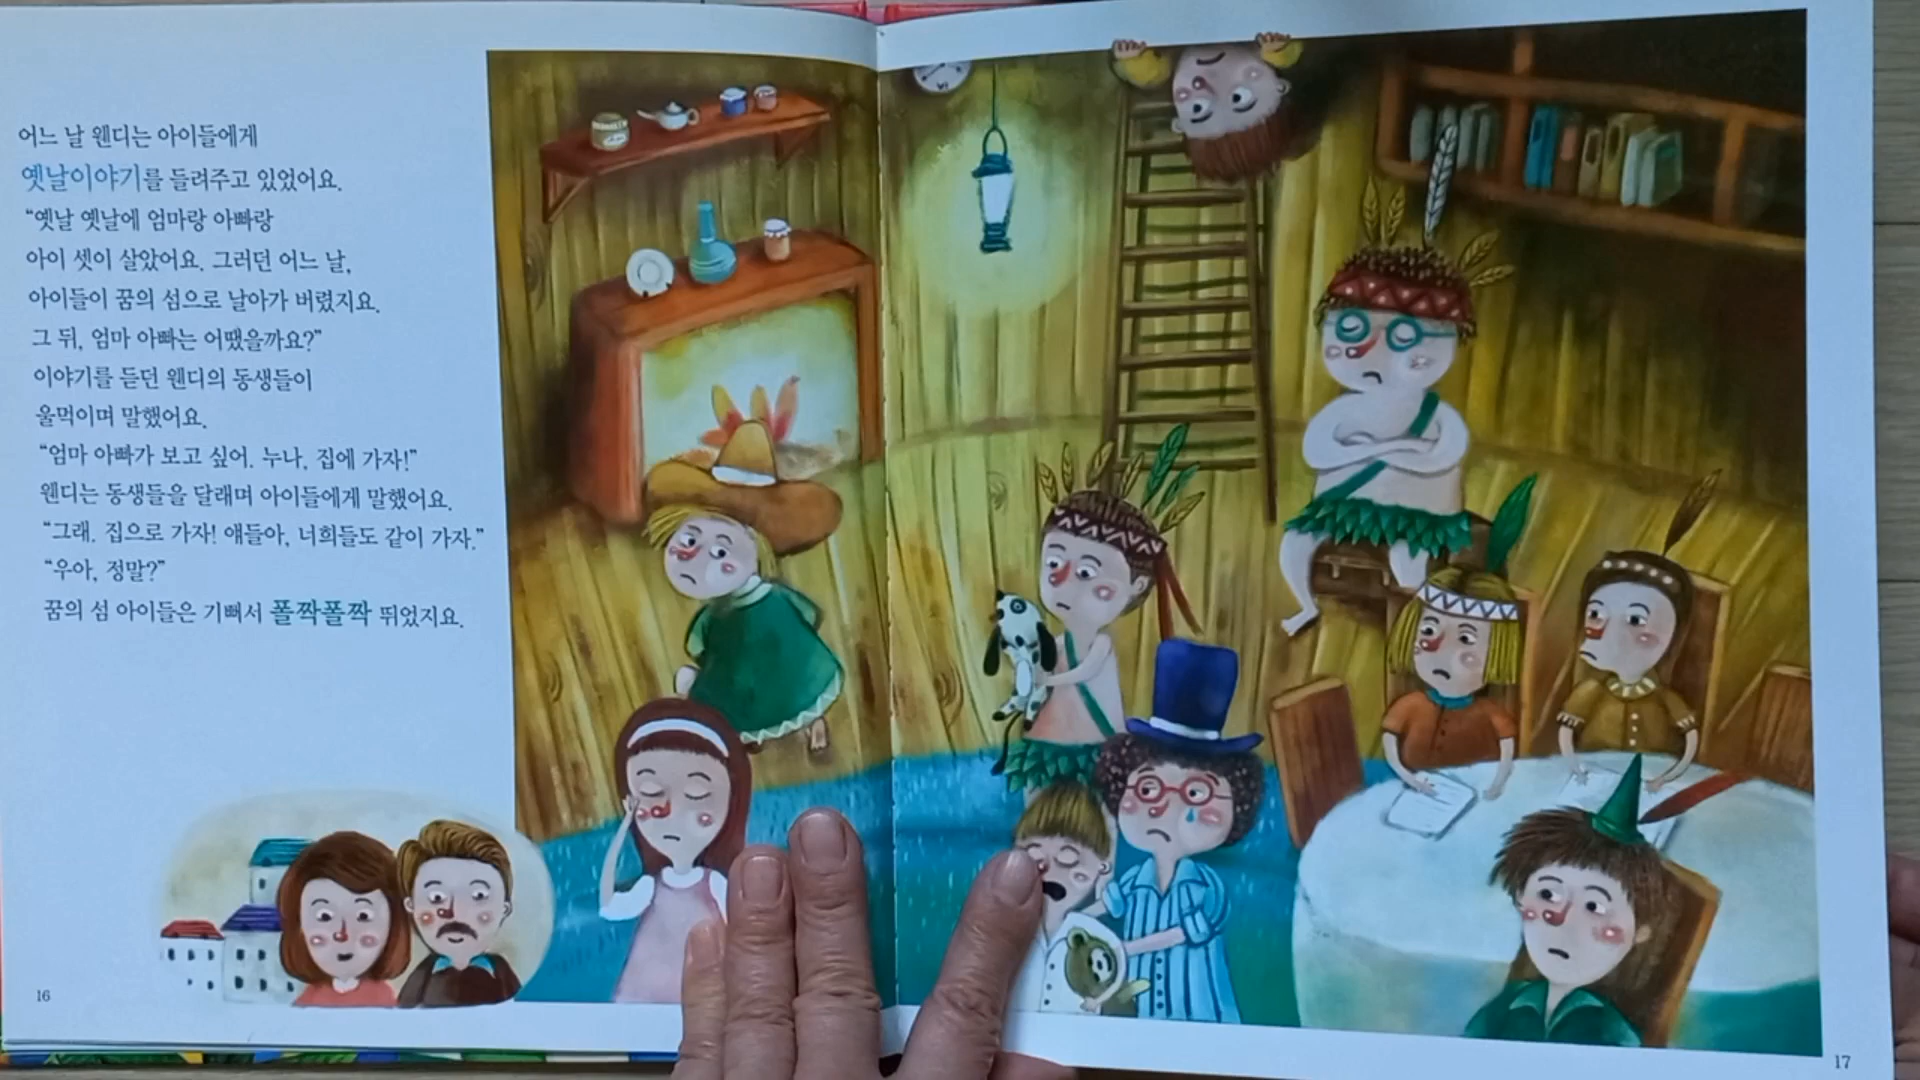 어느 날 웬디는 아이들에게
옛날이야기를 들려주고 있었어요.
“옛날 옛날에 엄마랑 아빠랑
아이 셋이 살았어요. 그러던 어느 날,
아이들이 꿈의 섬으로 날아가 버렸지요.
그 뒤, 엄마 아빠는 어땠을까요?”
이야기를 듣던 웬디의 동생들이
울먹이며 말했어요.
“엄마 아빠가 보고 싶어. 누나, 집에 가자!”
웬디는 동생들을 달래며 아이들에게 말했어요.
“그래. 집으로 가자! 얘들아, 너희들도 같이 가자.”
“우아, 정말?”
꿈의 섬 아이들은 기뻐서 폴짝폴짝 뛰었지요.
16
17